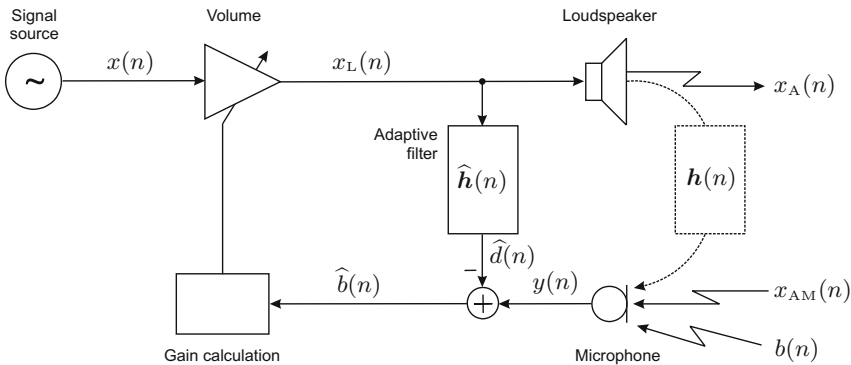 Signal
source
Volume
Loudspeaker
x(n)
x_L(n)
x_A(n)
~
Adaptive
filter
ĥ(n)
h(n)
d̂(n)
−
b̂(n)
y(n)
+
x_AM(n)
b(n)
Gain calculation
Microphone